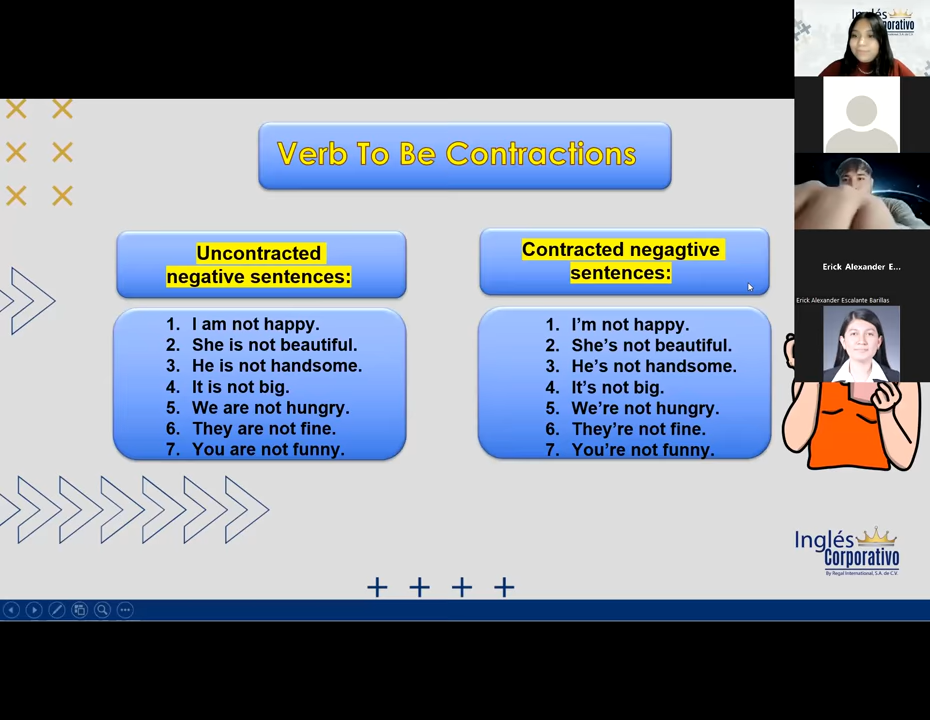 Inglés
Corporativo
Verb To Be Contractions
Uncontracted
negative sentences:
1. I am not happy.
2. She is not beautiful.
3. He is not handsome.
4. It is not big.
5. We are not hungry.
6. They are not fine.
7. You are not funny.
Contracted negagtive
sentences:
1. I’m not happy.
2. She’s not beautiful.
3. He’s not handsome.
4. It’s not big.
5. We’re not hungry.
6. They’re not fine.
7. You’re not funny.
Erick Alexander E...
Erick Alexander Escalante Barillas
Inglés
Corporativo
By Regal International, S.A. de C.V.